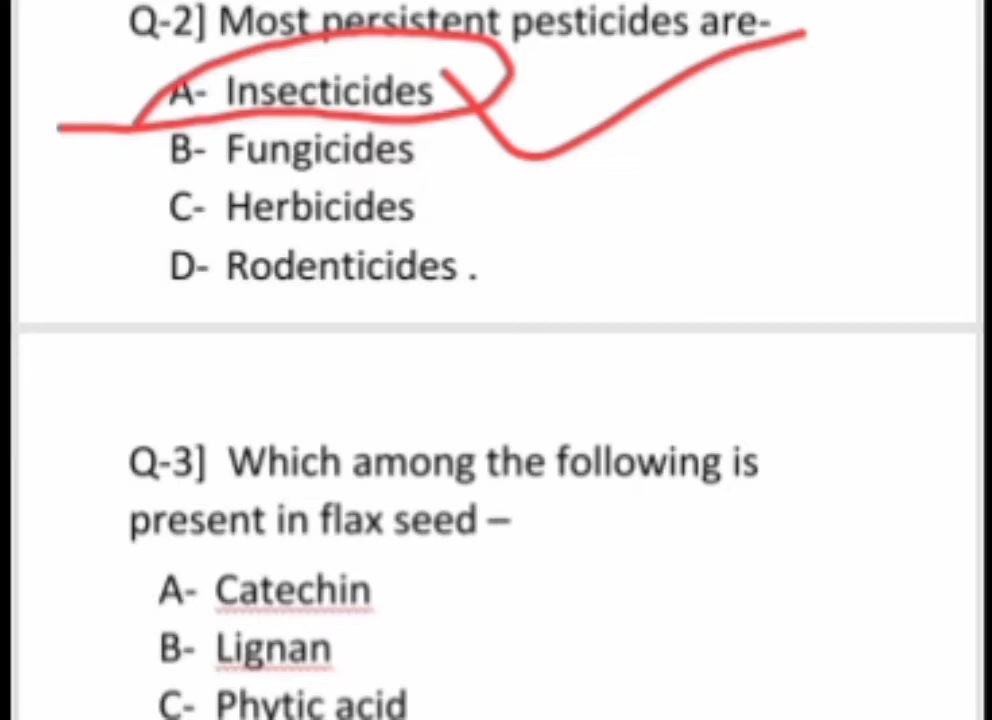 Q-2] Most persistent pesticides are-
A- Insecticides
B- Fungicides
C- Herbicides
D- Rodenticides .
Q-3] Which among the following is
present in flax seed –
A- Catechin
B- Lignan
C- Phytic acid